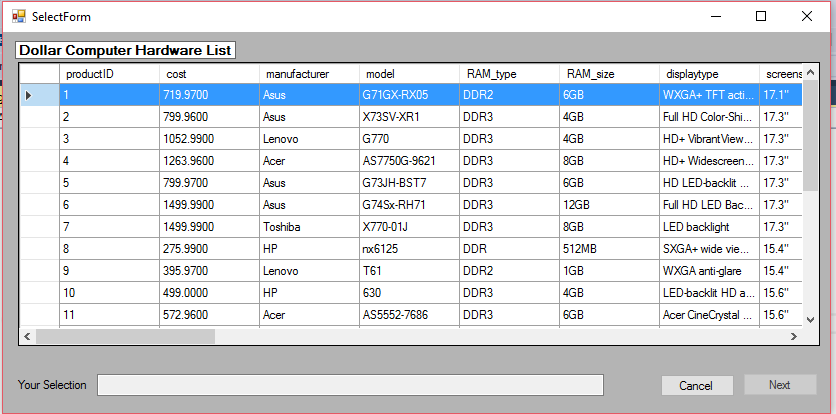 SelectForm
Dollar Computer Hardware List
productID cost manufacturer model RAM_type RAM_size displaytype screens
1 719.9700 Asus G71GX-RX05 DDR2 6GB WXGA+ TFT acti... 17.1"
2 799.9600 Asus X73SV-XR1 DDR3 4GB Full HD Color-Shi... 17.3"
3 1052.9900 Lenovo G770 DDR3 4GB HD+ VibrantView... 17.3"
4 1263.9600 Acer AS7750G-9621 DDR3 8GB HD+ Widescreen... 17.3"
5 799.9700 Asus G73JH-BST7 DDR3 6GB HD LED-backlit ... 17.3"
6 1499.9900 Asus G74Sx-RH71 DDR3 12GB Full HD LED Bac... 17.3"
7 1499.9900 Toshiba X770-01J DDR3 8GB LED backlight 17.3"
8 275.9900 HP nx6125 DDR 512MB SXGA+ wide vie... 15.4"
9 395.9700 Lenovo T61 DDR2 1GB WXGA anti-glare 15.4"
10 499.0000 HP 630 DDR3 4GB LED-backlit HD a... 15.6"
11 572.9600 Acer AS5552-7686 DDR3 6GB Acer CineCrystal ... 15.6"
Your Selection Cancel Next